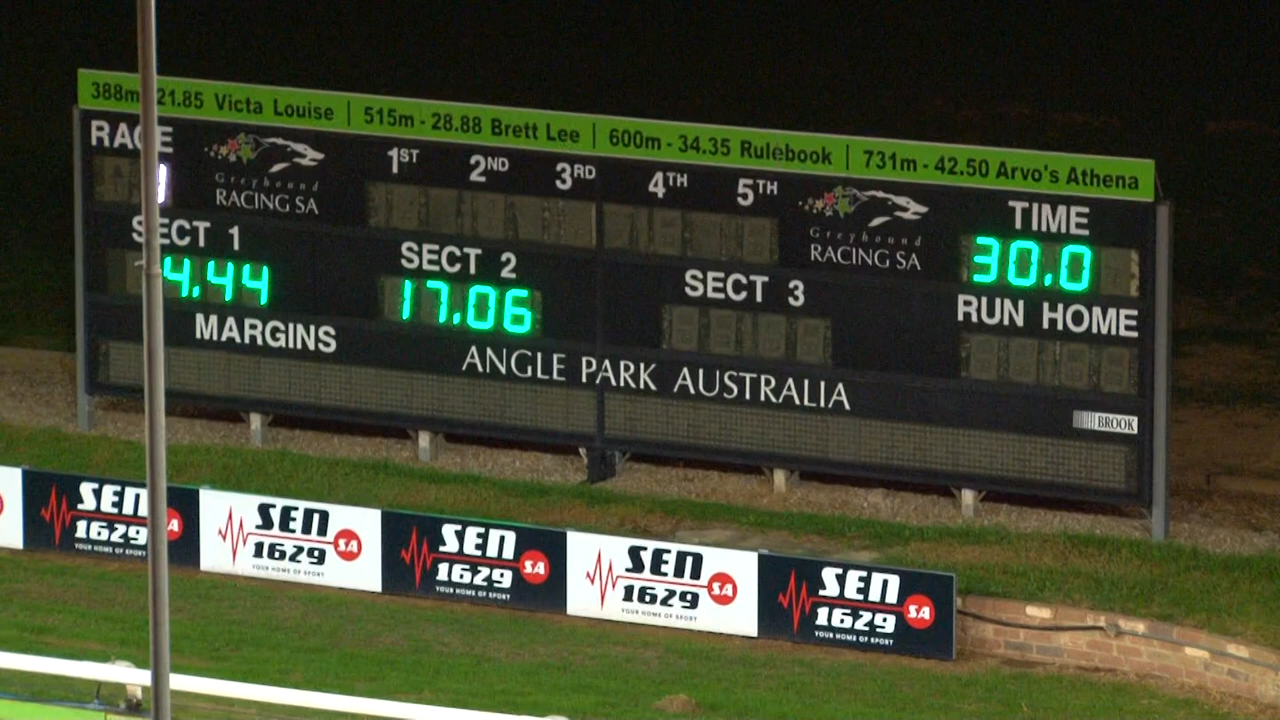 388m 21.85 Victa Louise | 515m - 28.88 Brett Lee | 600m - 34.35 Rulebook | 731m - 42.50 Arvo's Athena
RACE
Greyhound
RACING SA
1ST 2ND 3RD 4TH 5TH
Greyhound
RACING SA
TIME
30.0
SECT 1
4.44
SECT 2
17.06
SECT 3
RUN HOME
MARGINS
ANGLE PARK AUSTRALIA
BROOK
SEN
1629
YOUR HOME OF SPORT
SEN
1629 SA
YOUR HOME OF SPORT
SEN
1629 SA
YOUR HOME OF SPORT
SEN
1629 SA
YOUR HOME OF SPORT
SEN
1629 SA
YOUR HOME OF SPORT